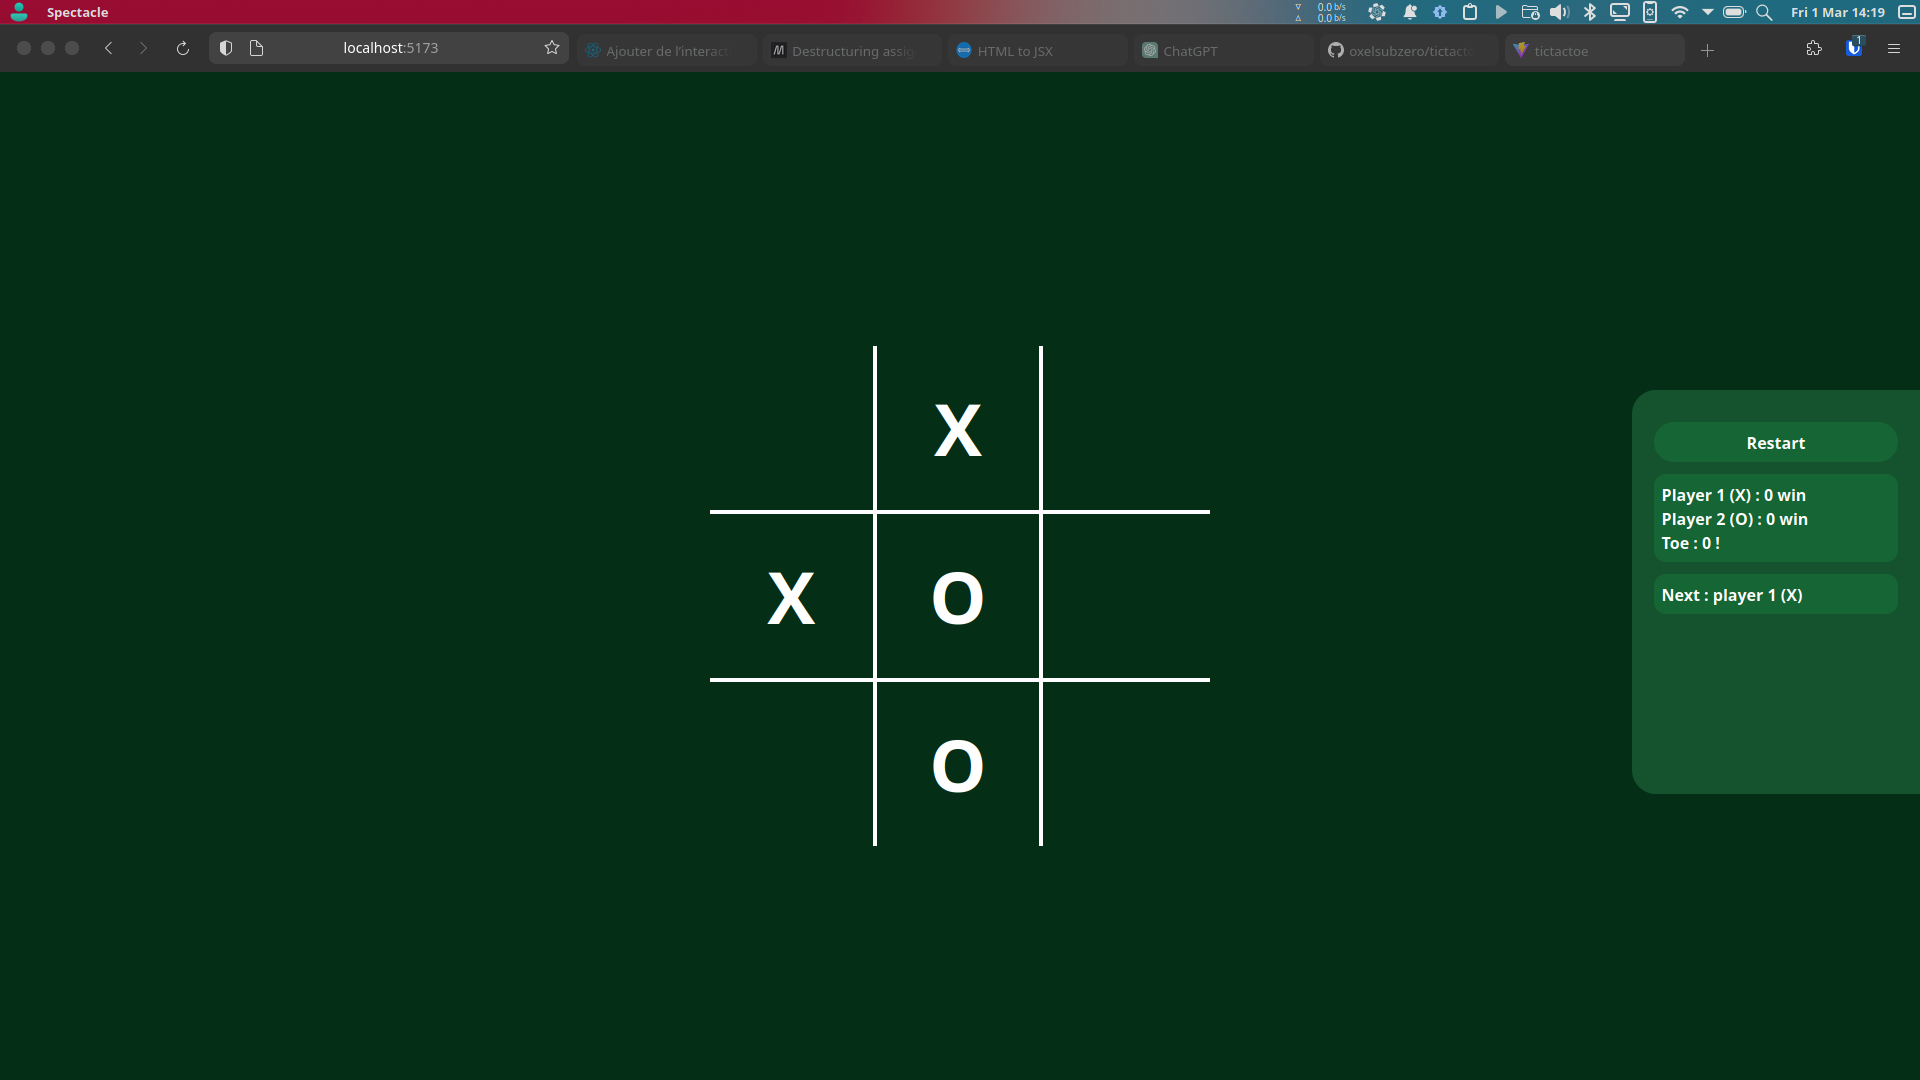 Spectacle
0.0 b/s
0.0 b/s
Fri 1 Mar 14:19
localhost:5173
Ajouter de l'interact
Destructuring assig
HTML to JSX
ChatGPT
oxelsubzero/tictact
tictactoe
1
X
X O
O
Restart
Player 1 (X) : 0 win
Player 2 (O) : 0 win
Toe : 0 !
Next : player 1 (X)